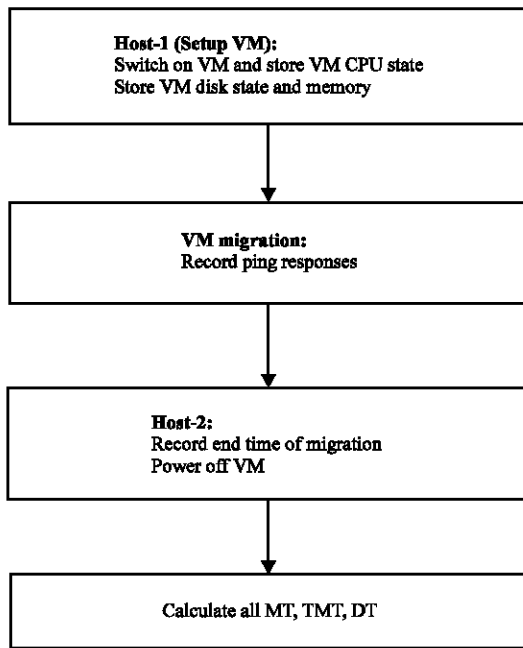 Host-1 (Setup VM):
Switch on VM and store VM CPU state
Store VM disk state and memory
VM migration:
Record ping responses
Host-2:
Record end time of migration
Power off VM
Calculate all MT, TMT, DT